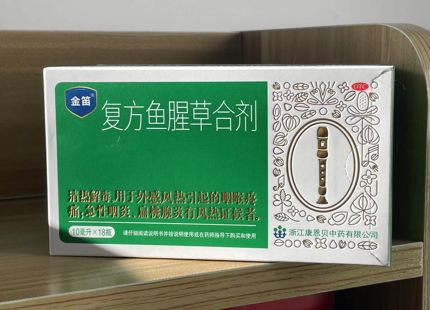 金笛
复方鱼腥草合剂
OTC
清热解毒。用于外感风热引起的咽喉疼
痛,急性咽炎、扁桃腺炎有风热证候者。
10毫升×18瓶
请仔细阅读说明书并按说明使用或在药师指导下购买和使用
浙江康恩贝中药有限公司